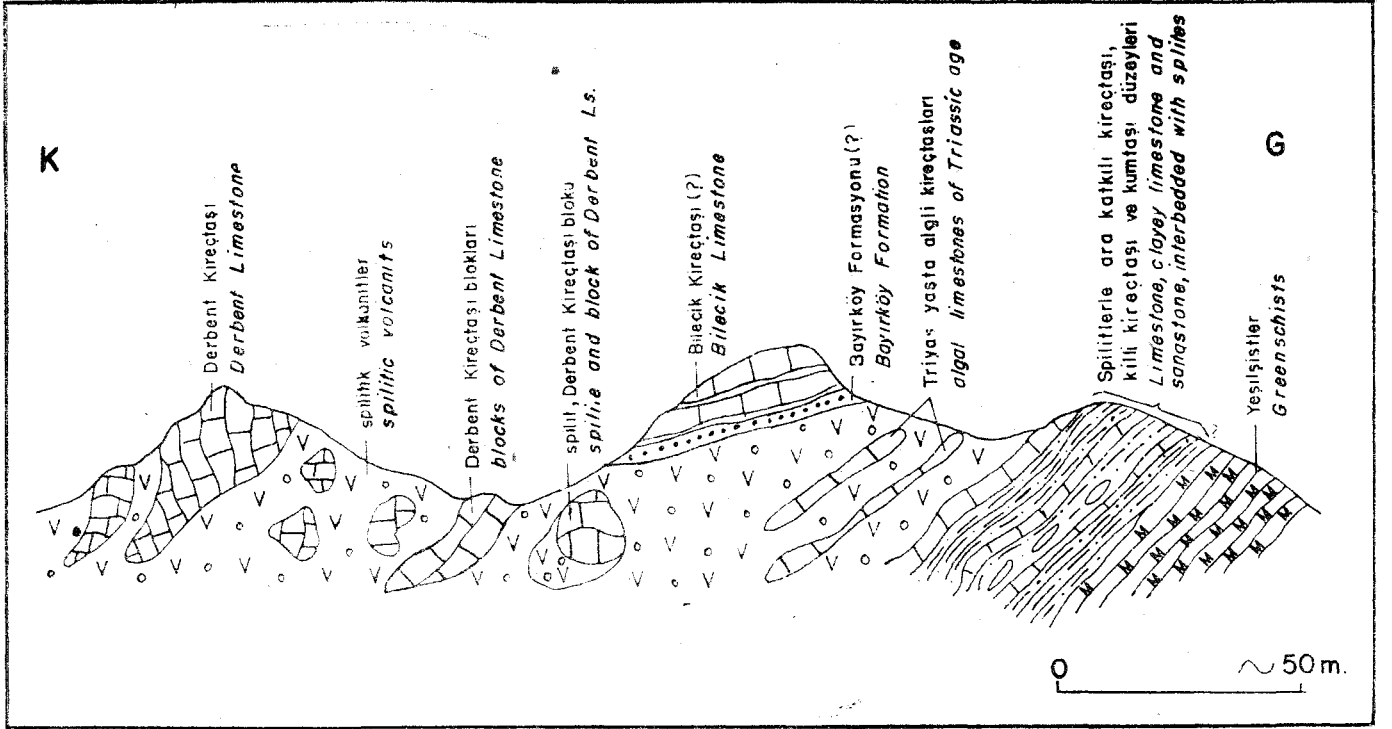 K
Derbent Kireçtaşı
Derbent Limestone
spilitik volkanitler
spilitic volcanits
Derbent Kireçtaşı blokları
blocks of Derbent Limestone
spilit, Derbent Kireçtaşı bloku
spilite and block of Derbent Ls.
Bilecik Kireçtaşı (?)
Bilecik Limestone
Bayırköy Formasyonu (?)
Bayırköy Formation
Triyas yaşta algli kireçtaşları
algal limestones of Triassic age
Spilitlerle ara katkılı kireçtaşı,
killi kireçtaşı ve kumtaşı düzeyleri
Limestone, clayey limestone and
sanastone, interbedded with splites
Yeşilşistler
Greenschists
G
0 ~ 50 m.